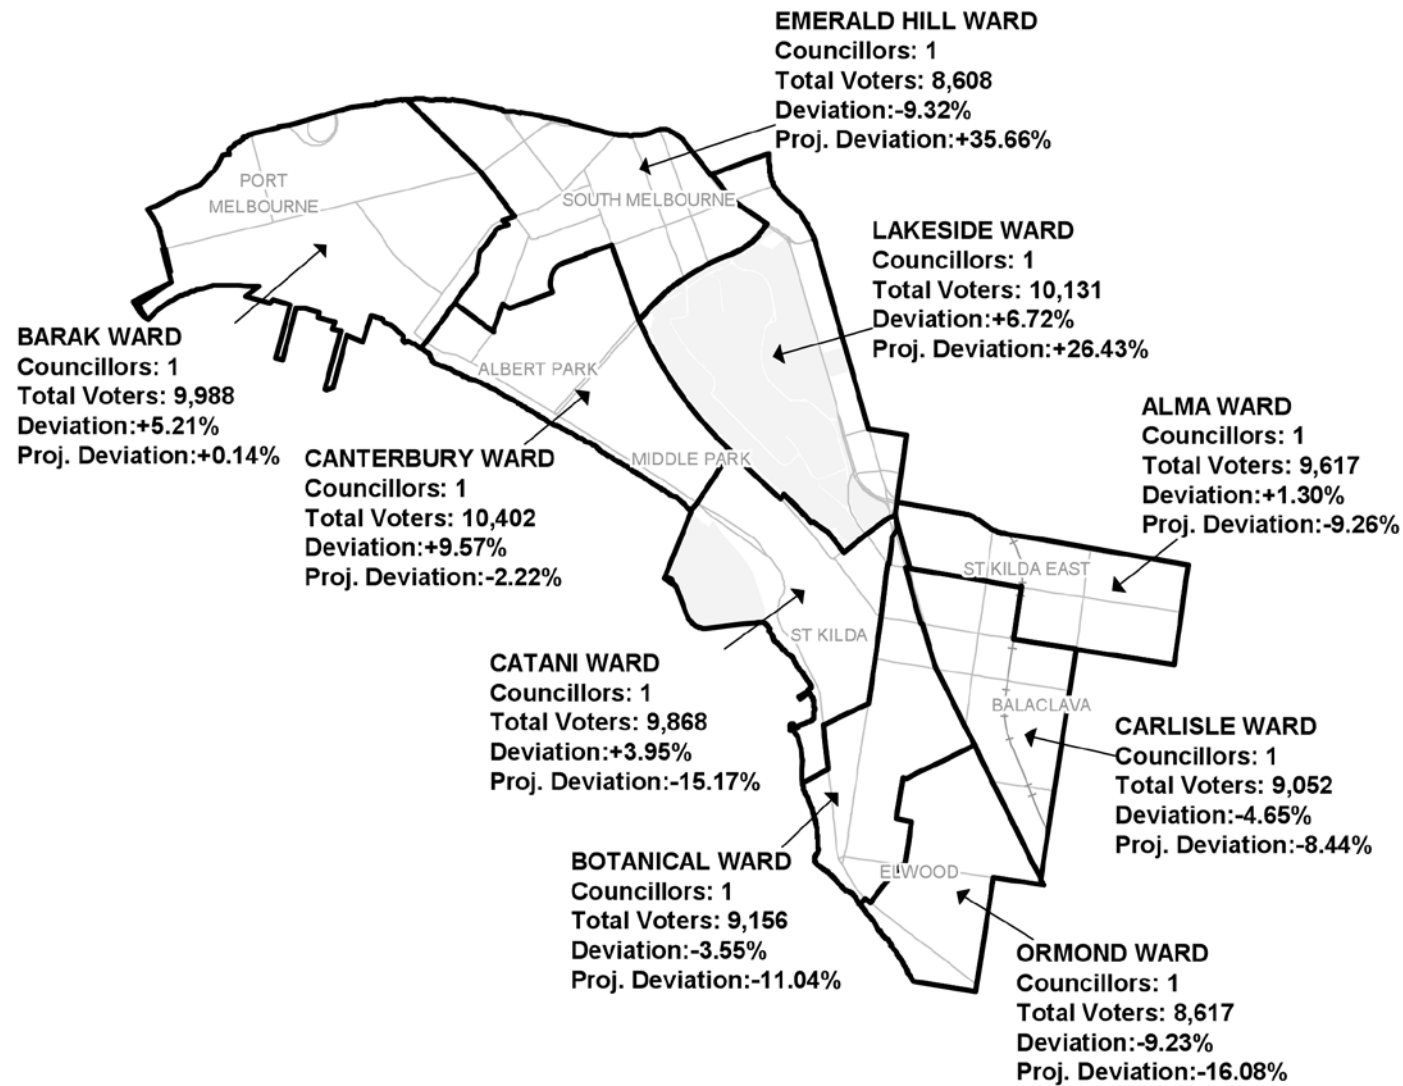 EMERALD HILL WARD
Councillors: 1
Total Voters: 8,608
Deviation:-9.32%
Proj. Deviation:+35.66%
PORT
MELBOURNE
SOUTH MELBOURNE
LAKESIDE WARD
Councillors: 1
Total Voters: 10,131
Deviation:+6.72%
Proj. Deviation:+26.43%
BARAK WARD
Councillors: 1
Total Voters: 9,988
Deviation:+5.21%
Proj. Deviation:+0.14%
ALBERT PARK
ALMA WARD
Councillors: 1
Total Voters: 9,617
Deviation:+1.30%
Proj. Deviation:-9.26%
CANTERBURY WARD
Councillors: 1
Total Voters: 10,402
Deviation:+9.57%
Proj. Deviation:-2.22%
MIDDLE PARK
ST KILDA EAST
ST KILDA
CATANI WARD
Councillors: 1
Total Voters: 9,868
Deviation:+3.95%
Proj. Deviation:-15.17%
BALACLAVA
CARLISLE WARD
Councillors: 1
Total Voters: 9,052
Deviation:-4.65%
Proj. Deviation:-8.44%
BOTANICAL WARD
Councillors: 1
Total Voters: 9,156
Deviation:-3.55%
Proj. Deviation:-11.04%
ELWOOD
ORMOND WARD
Councillors: 1
Total Voters: 8,617
Deviation:-9.23%
Proj. Deviation:-16.08%